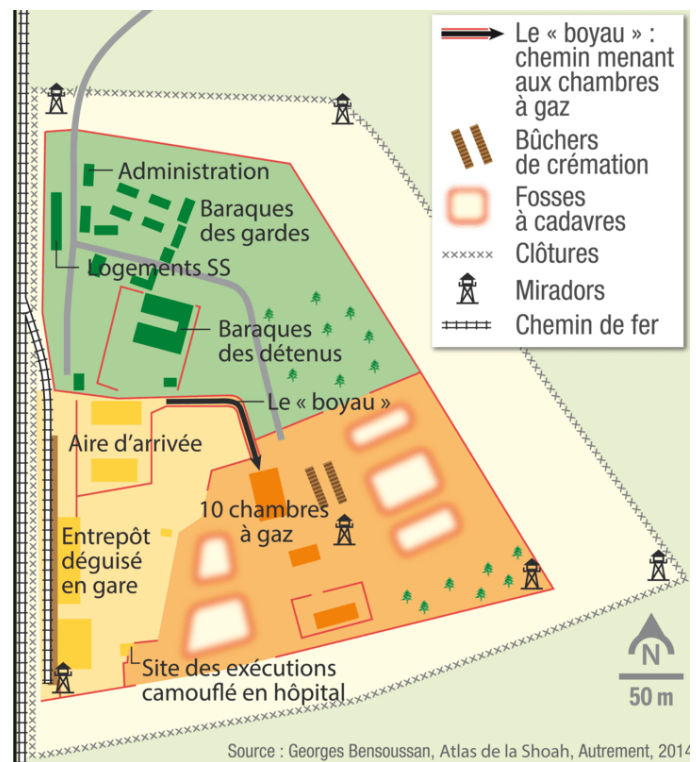 Le « boyau » :
chemin menant
aux chambres
à gaz
Bûchers
de crémation
Fosses
à cadavres
Clôtures
Miradors
Chemin de fer
Administration
Baraques
des gardes
Logements SS
Baraques
des détenus
Le « boyau »
Aire d’arrivée
10 chambres
à gaz
Entrepôt
déguisé
en gare
Site des exécutions
camouflé en hôpital
N
50 m
Source : Georges Bensoussan, Atlas de la Shoah, Autrement, 2014